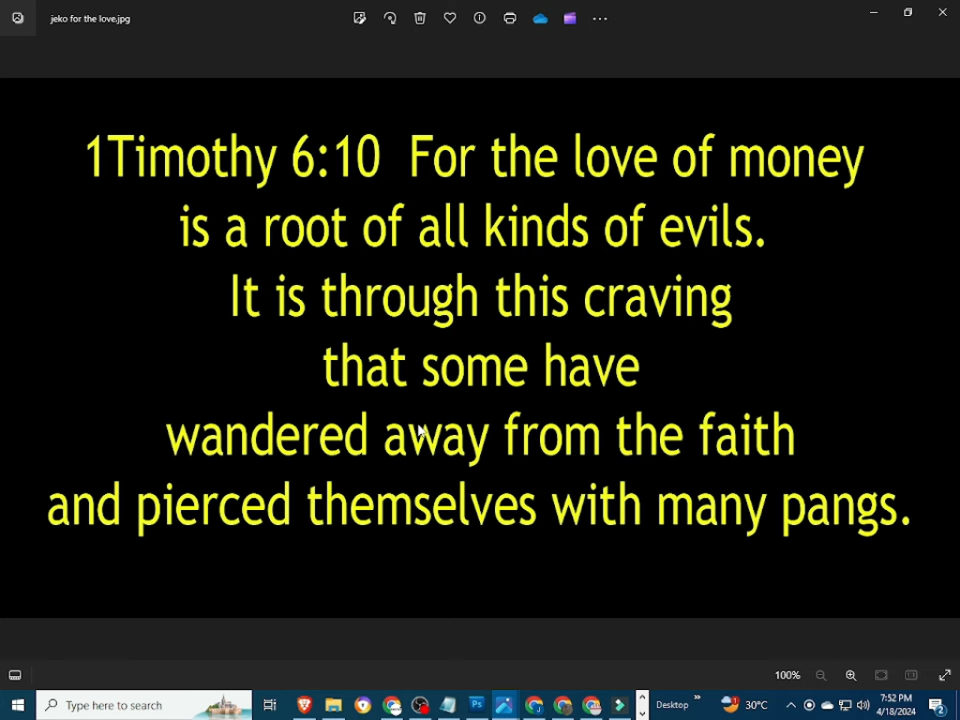 jeko for the love.jpg
1Timothy 6:10 For the love of money
is a root of all kinds of evils.
It is through this craving
that some have
wandered away from the faith
and pierced themselves with many pangs.
100%
Type here to search
Ps
Desktop
30°C
7:52 PM
4/18/2024
2